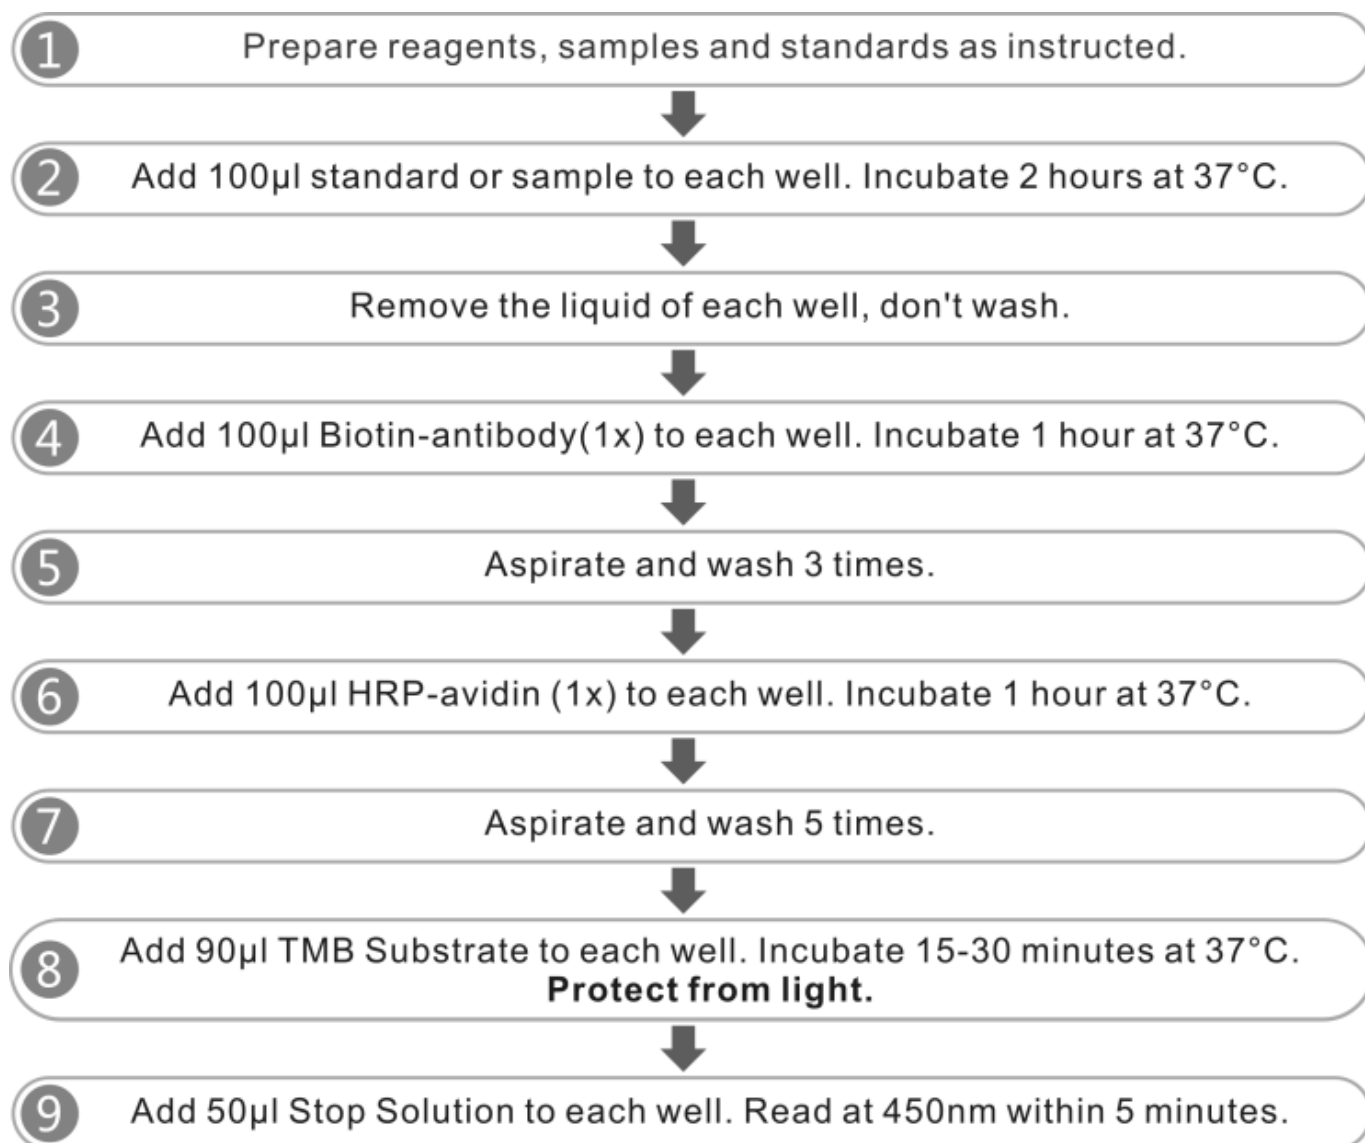 1 Prepare reagents, samples and standards as instructed.
2 Add 100µl standard or sample to each well. Incubate 2 hours at 37°C.
3 Remove the liquid of each well, don't wash.
4 Add 100µl Biotin-antibody(1x) to each well. Incubate 1 hour at 37°C.
5 Aspirate and wash 3 times.
6 Add 100µl HRP-avidin (1x) to each well. Incubate 1 hour at 37°C.
7 Aspirate and wash 5 times.
8 Add 90µl TMB Substrate to each well. Incubate 15-30 minutes at 37°C.
Protect from light.
9 Add 50µl Stop Solution to each well. Read at 450nm within 5 minutes.